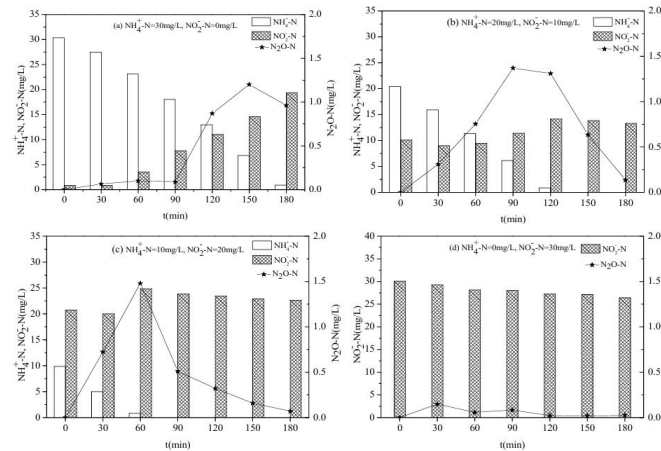 (a) NH₄⁺-N=30mg/L, NO₂⁻-N=0mg/L
NH₄⁺-N
NO₂⁻-N
N₂O-N
NH₄⁺-N, NO₂⁻-N(mg/L)
35
30
25
20
15
10
5
0
2.0
1.5
1.0
0.5
0.0
N₂O-N(mg/L)
0 30 60 90 120 150 180
t(min)
(b) NH₄⁺-N=20mg/L, NO₂⁻-N=10mg/L
NH₄⁺-N
NO₂⁻-N
N₂O-N
NH₄⁺-N, NO₂⁻-N(mg/L)
35
30
25
20
15
10
5
0
2.0
1.5
1.0
0.5
0.0
0 30 60 90 120 150 180
t(min)
(c) NH₄⁺-N=10mg/L, NO₂⁻-N=20mg/L
NH₄⁺-N
NO₂⁻-N
N₂O-N
NH₄⁺-N, NO₂⁻-N(mg/L)
35
30
25
20
15
10
5
0
2.0
1.5
1.0
0.5
0.0
N₂O-N(mg/L)
0 30 60 90 120 150 180
t(min)
(d) NH₄⁺-N=0mg/L, NO₂⁻-N=30mg/L
NO₂⁻-N
N₂O-N
NO₂⁻-N(mg/L)
40
35
30
25
20
15
10
5
0
2.0
1.5
1.0
0.5
0.0
0 30 60 90 120 150 180
t(min)